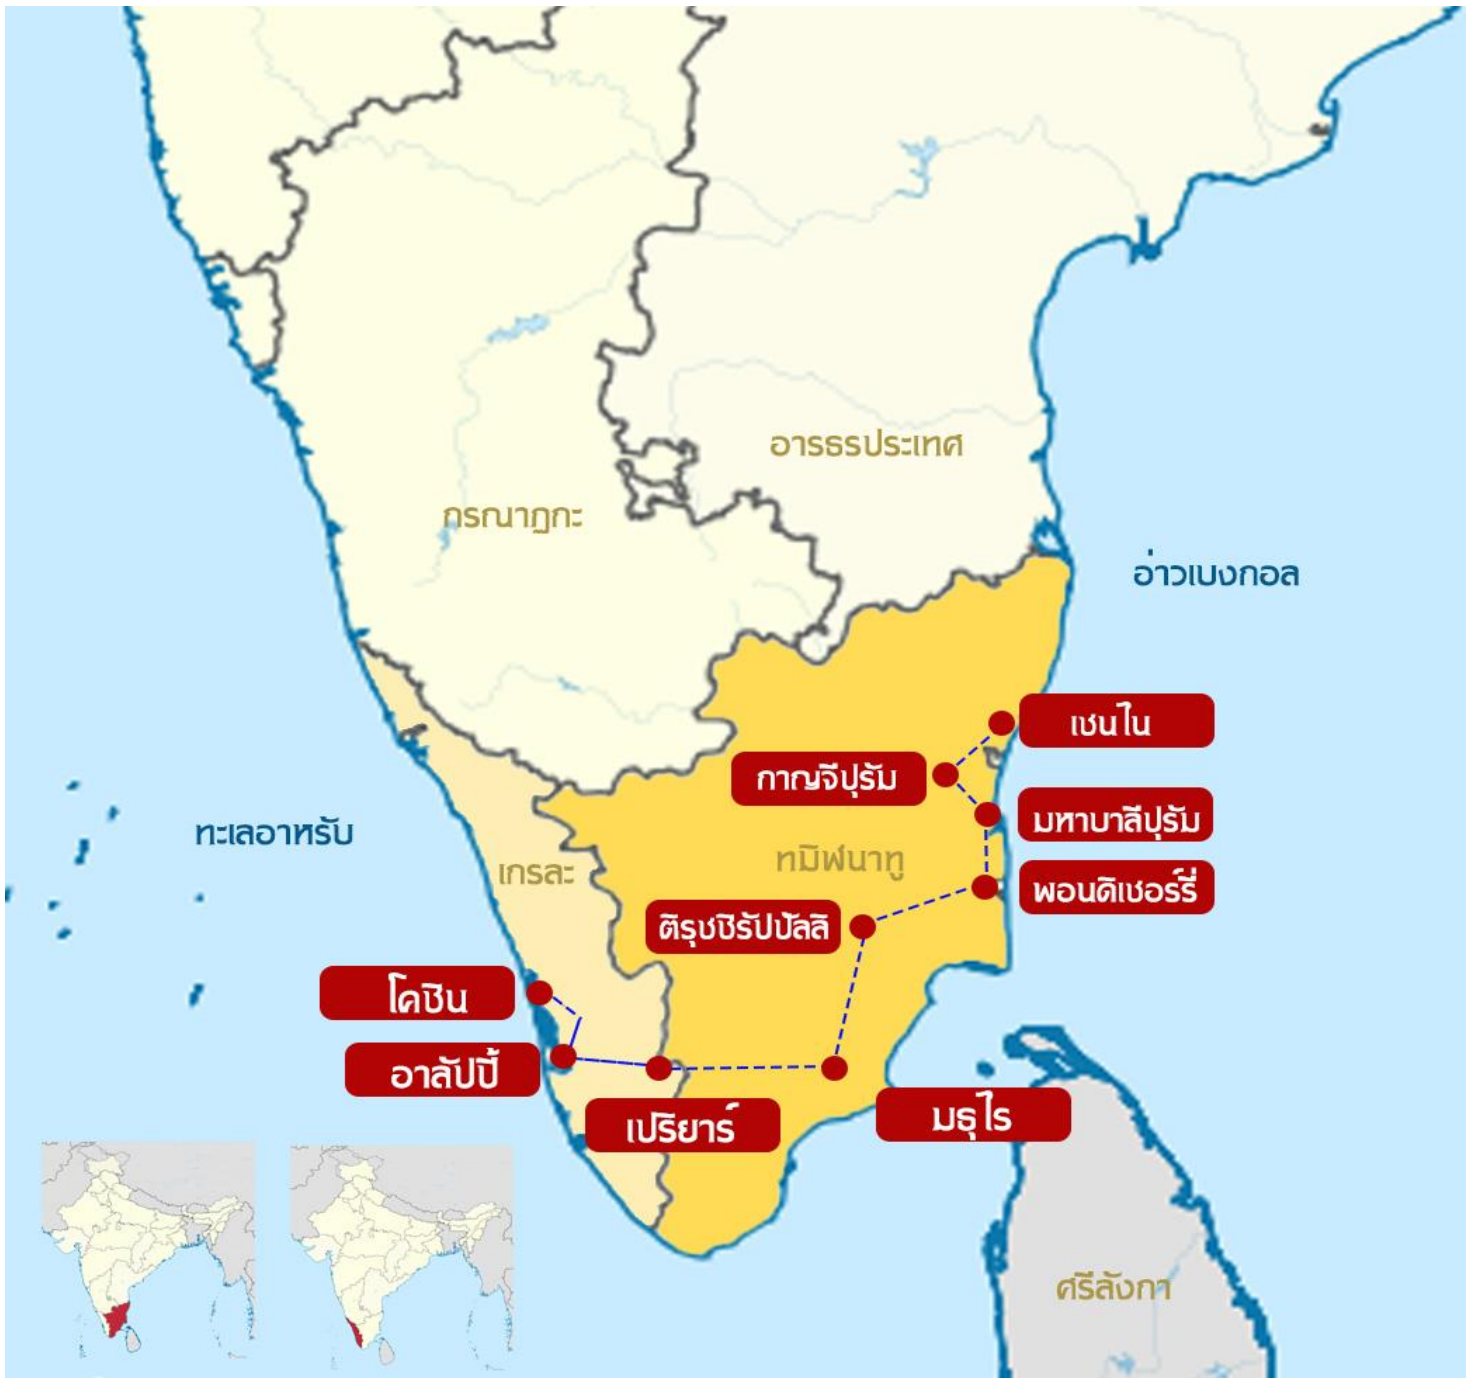 อารธรประเทศ
กรณาฏกะ
อ่าวเบงกอล
เชนไน
กาญจีปุรัม
มหาบาลีปุรัม
ทะเลอาหรับ
เกรละ
ทมิฬนาทู
พอนดิเชอร์รี่
ติรุชชิรัปปัลลิ
โคชิน
อาลัปปี้
เปริยาร์
มธุไร
ศรีลังกา